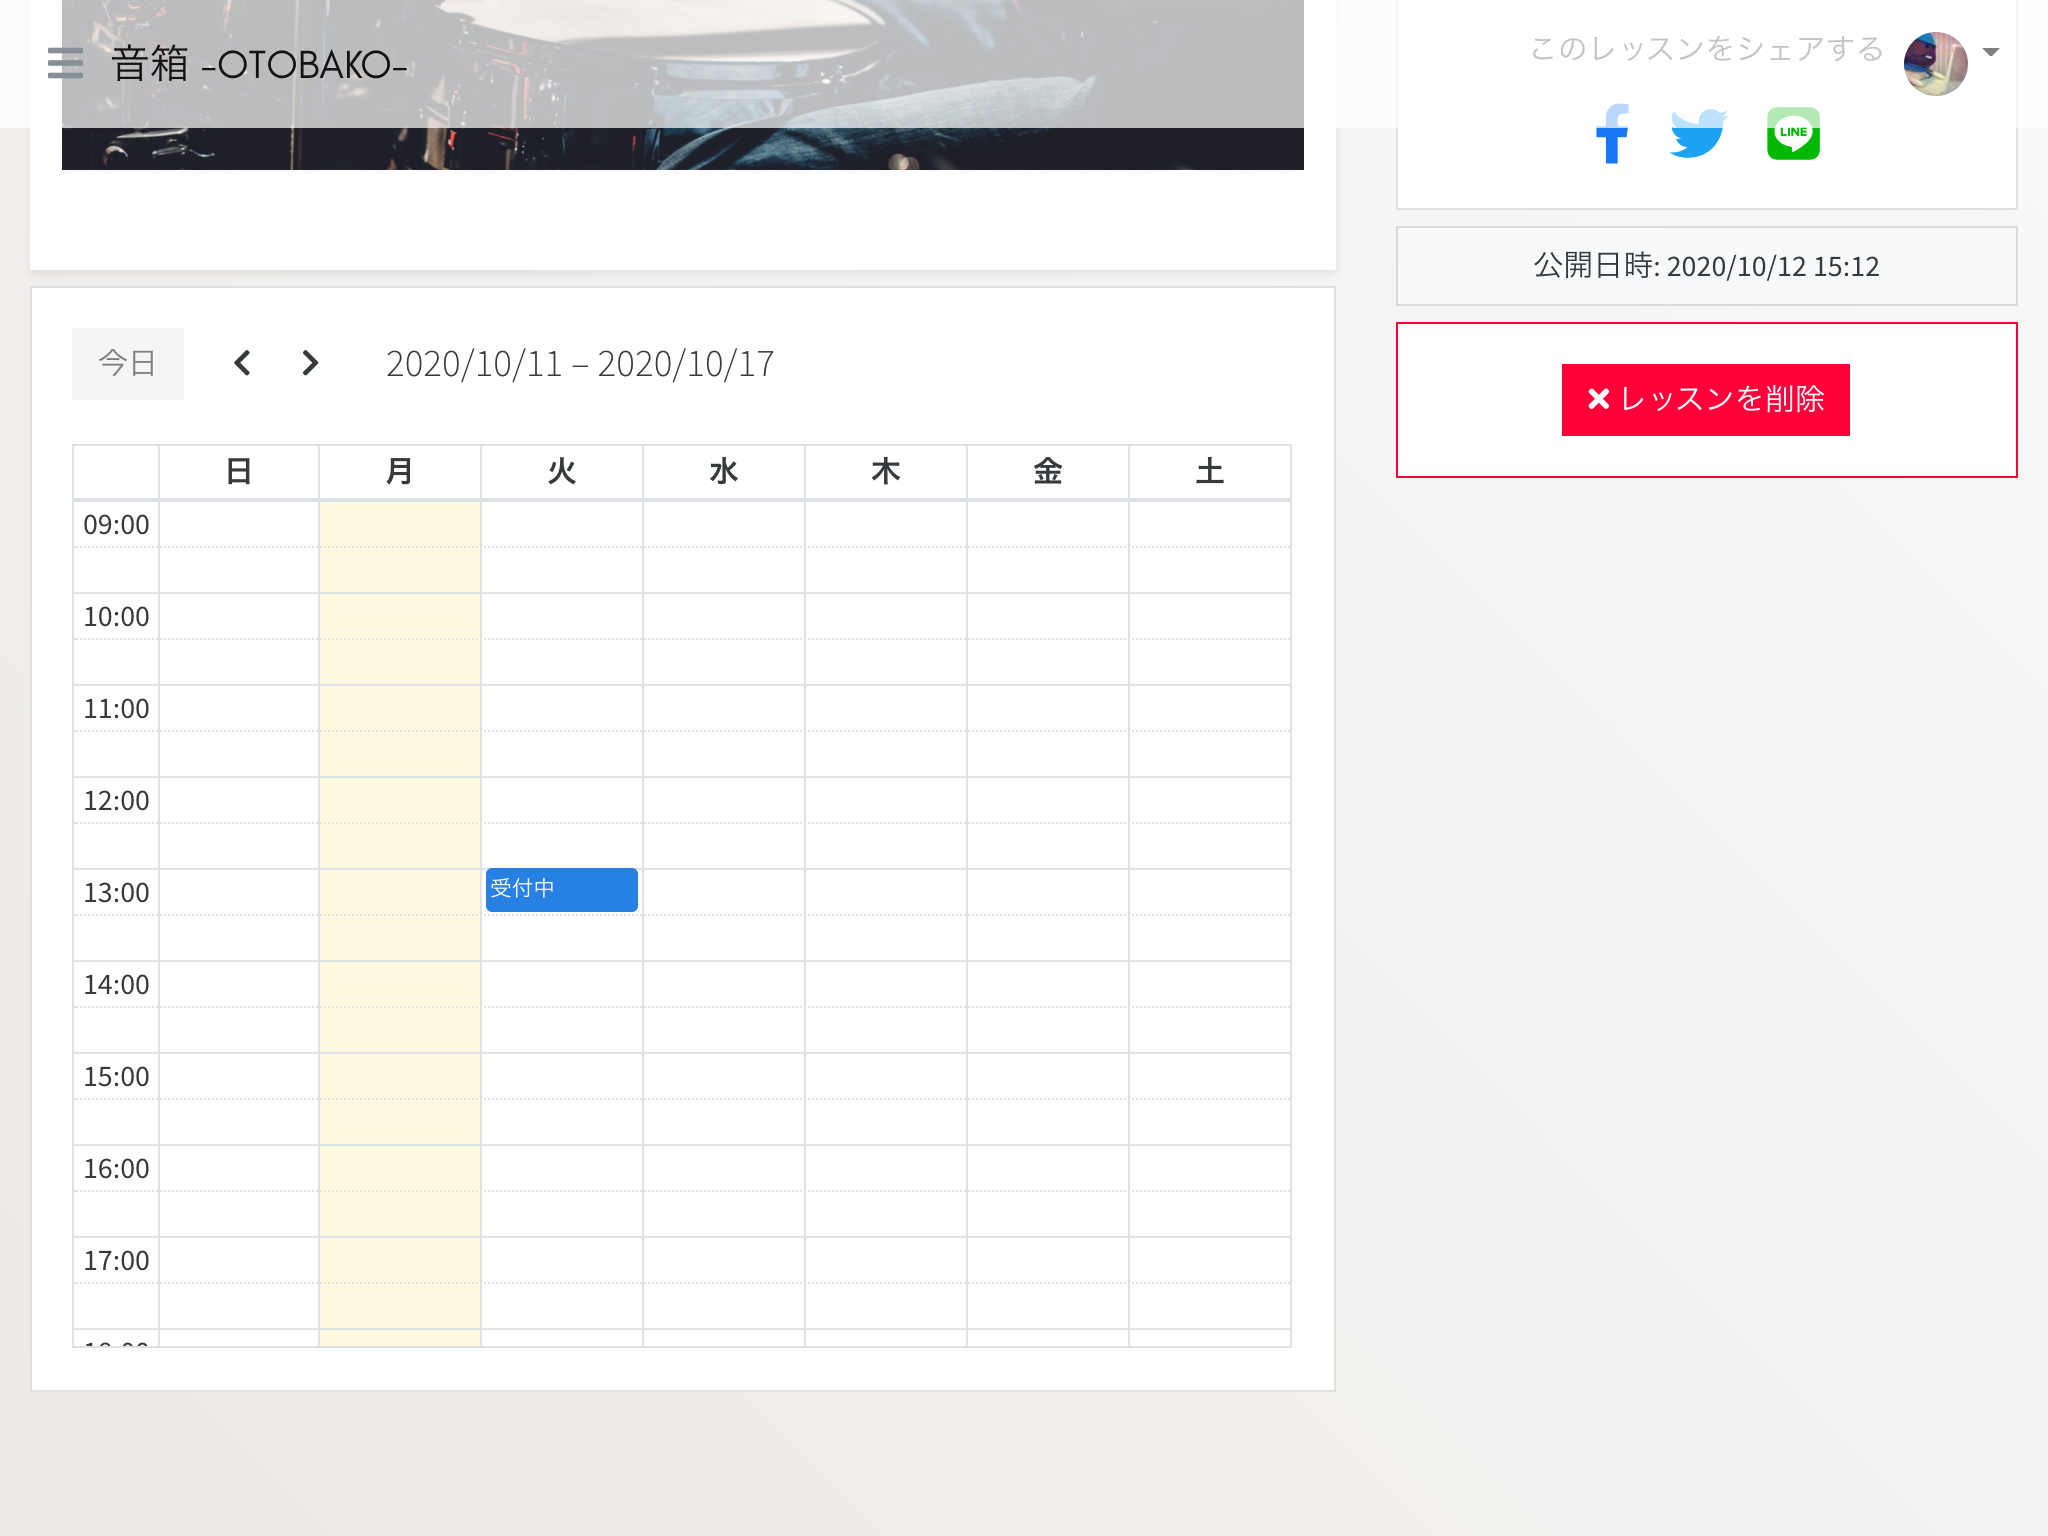 音箱 -OTOBAKO-
このレッスンをシェアする
LINE
公開日時: 2020/10/12 15:12
レッスンを削除
今日
2020/10/11 – 2020/10/17
日 月 火 水 木 金 土
09:00
10:00
11:00
12:00
13:00 受付中
14:00
15:00
16:00
17:00